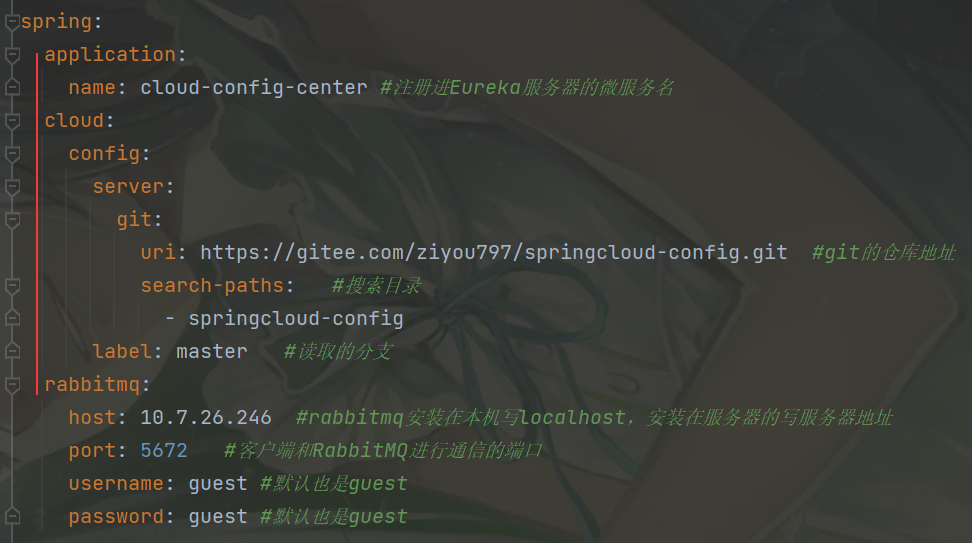 spring:
  application:
    name: cloud-config-center #注册进Eureka服务器的微服务名
  cloud:
    config:
      server:
        git:
          uri: https://gitee.com/ziyou797/springcloud-config.git  #git的仓库地址
          search-paths:   #搜索目录
            - springcloud-config
      label: master   #读取的分支
  rabbitmq:
    host: 10.7.26.246  #rabbitmq安装在本机写localhost，安装在服务器的写服务器地址
    port: 5672   #客户端和RabbitMQ进行通信的端口
    username: guest #默认也是guest
    password: guest #默认也是guest